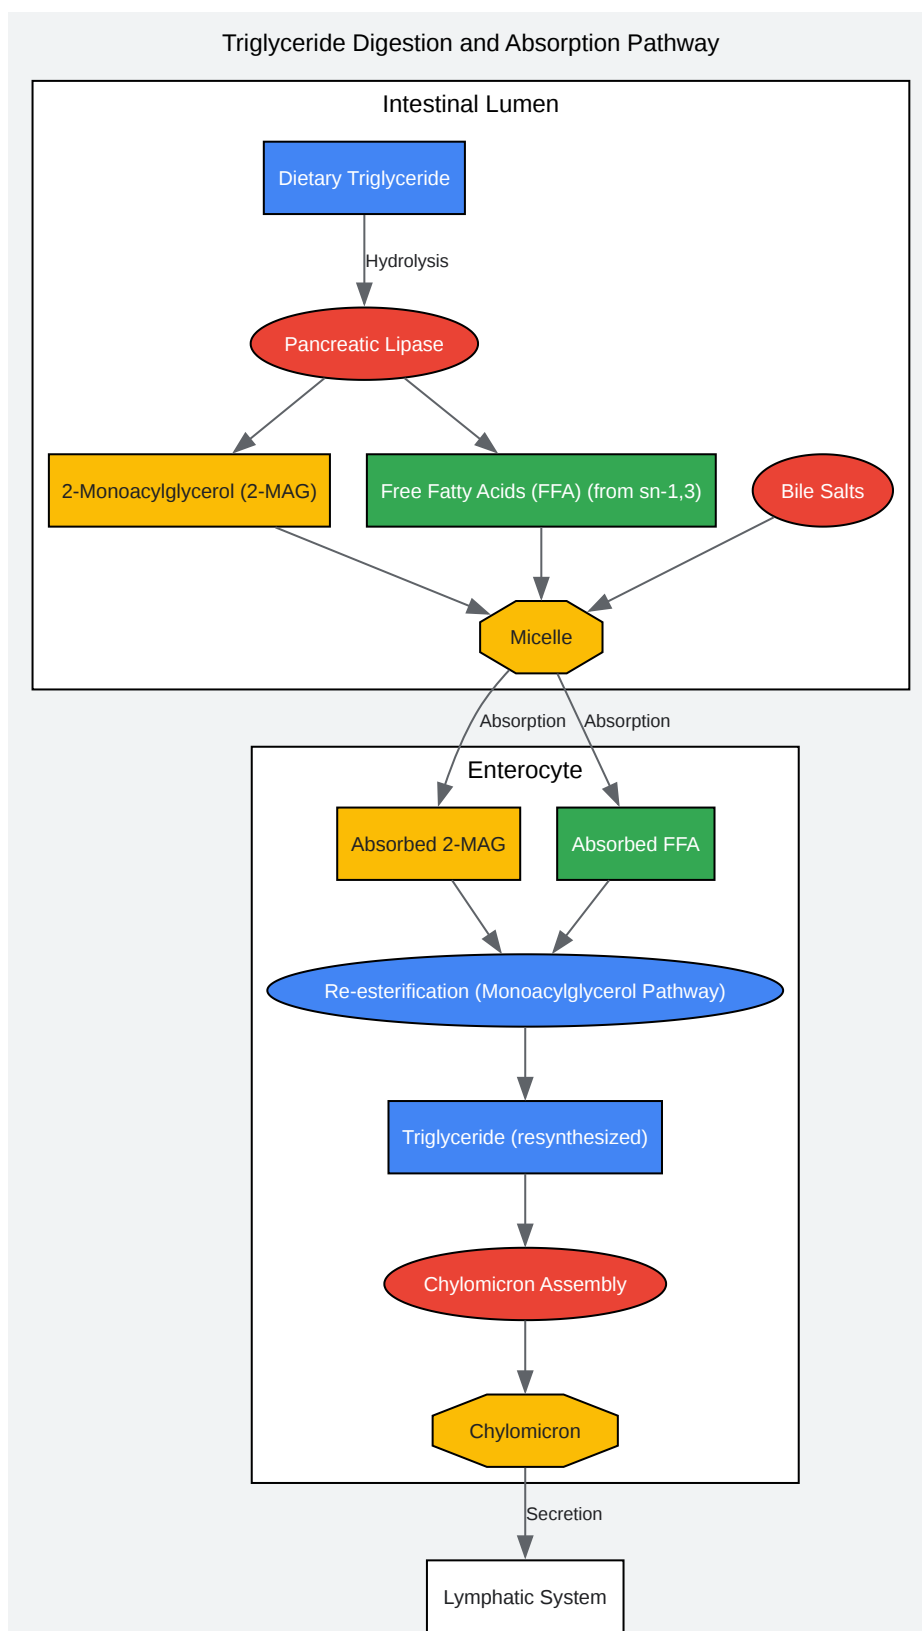 Triglyceride Digestion and Absorption Pathway
Intestinal Lumen
Dietary Triglyceride
Hydrolysis
Pancreatic Lipase
2-Monoacylglycerol (2-MAG)
Free Fatty Acids (FFA) (from sn-1,3)
Bile Salts
Micelle
Absorption
Absorption
Enterocyte
Absorbed 2-MAG
Absorbed FFA
Re-esterification (Monoacylglycerol Pathway)
Triglyceride (resynthesized)
Chylomicron Assembly
Chylomicron
Secretion
Lymphatic System